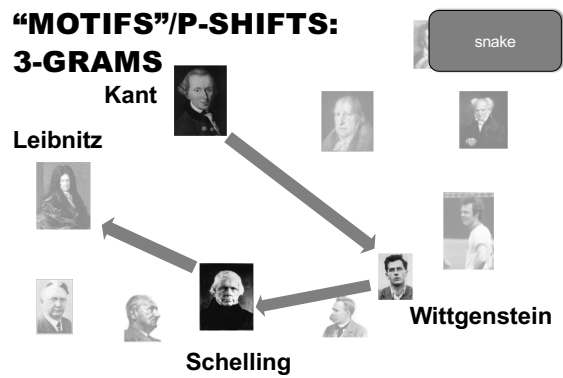 “MOTIFS”/P-SHIFTS:
3-GRAMS
snake
Kant
Leibnitz
Wittgenstein
Schelling